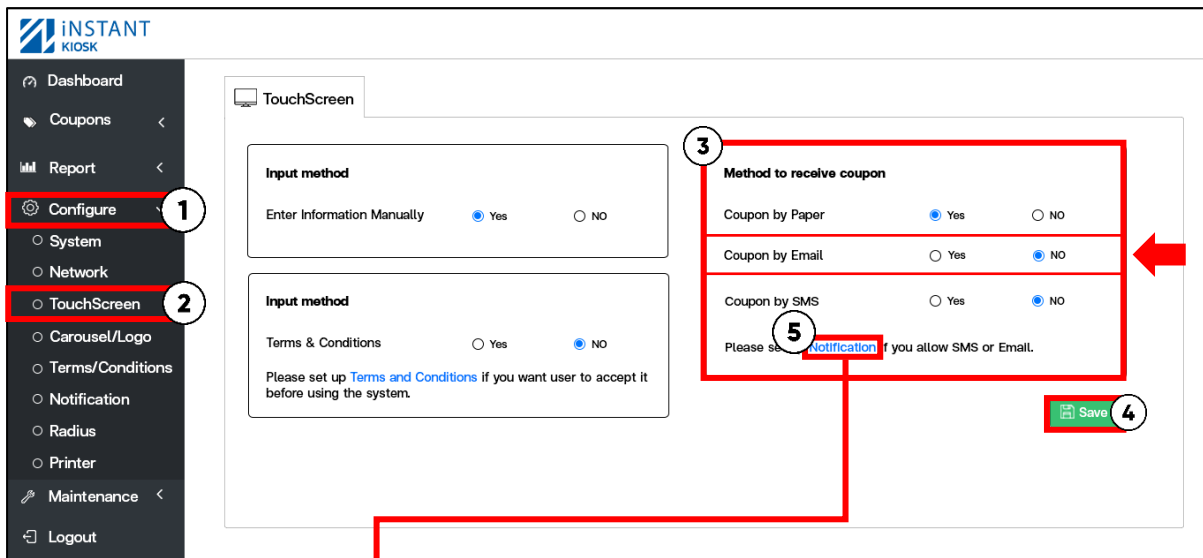 iNSTANT
KIOSK
Dashboard
Coupons
Report
Configure
1
System
Network
TouchScreen
2
Carousel/Logo
Terms/Conditions
Notification
Radius
Printer
Maintenance
Logout
TouchScreen
Input method
Enter Information Manually Yes NO
Input method
Terms & Conditions Yes NO
Please set up Terms and Conditions if you want user to accept it
before using the system.
3
Method to receive coupon
Coupon by Paper Yes NO
Coupon by Email Yes NO
Coupon by SMS Yes NO
5
Please Notification if you allow SMS or Email.
Save
4